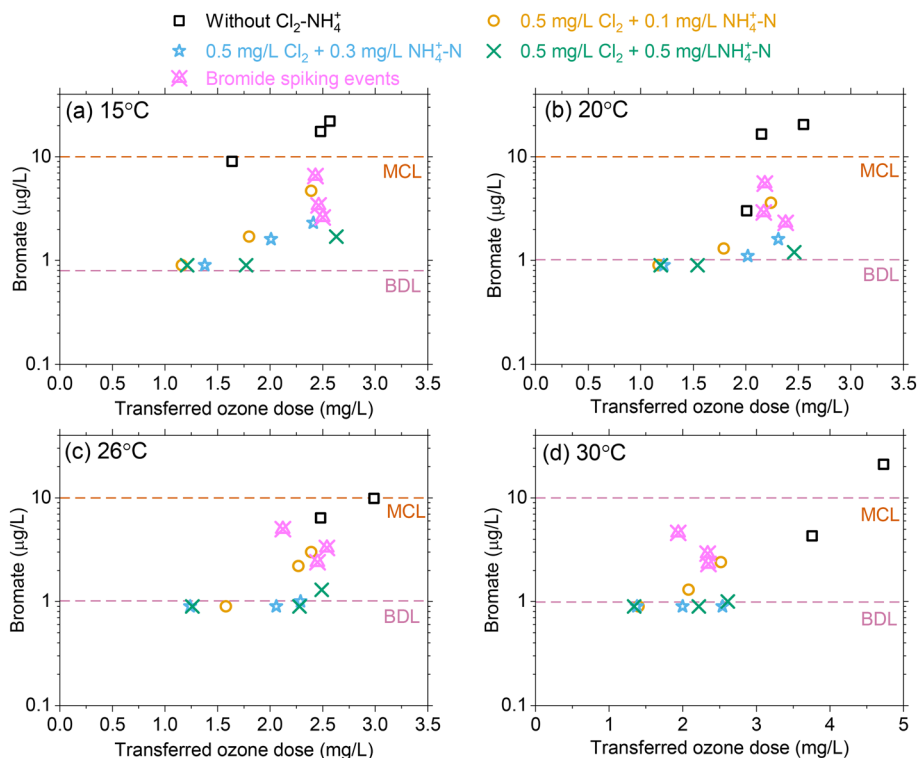 Without Cl₂-NH₄⁺
0.5 mg/L Cl₂ + 0.1 mg/L NH₄⁺-N
0.5 mg/L Cl₂ + 0.3 mg/L NH₄⁺-N
0.5 mg/L Cl₂ + 0.5 mg/LNH₄⁺-N
Bromide spiking events
(a) 15°C
MCL
BDL
10
1
0.1
Bromate (µg/L)
0.0 0.5 1.0 1.5 2.0 2.5 3.0 3.5
Transferred ozone dose (mg/L)
(b) 20°C
MCL
BDL
10
1
0.1
Bromate (µg/L)
0.0 0.5 1.0 1.5 2.0 2.5 3.0 3.5
Transferred ozone dose (mg/L)
(c) 26°C
MCL
BDL
10
1
0.1
Bromate (µg/L)
0.0 0.5 1.0 1.5 2.0 2.5 3.0 3.5
Transferred ozone dose (mg/L)
(d) 30°C
MCL
BDL
10
1
0.1
Bromate (µg/L)
0 1 2 3 4 5
Transferred ozone dose (mg/L)